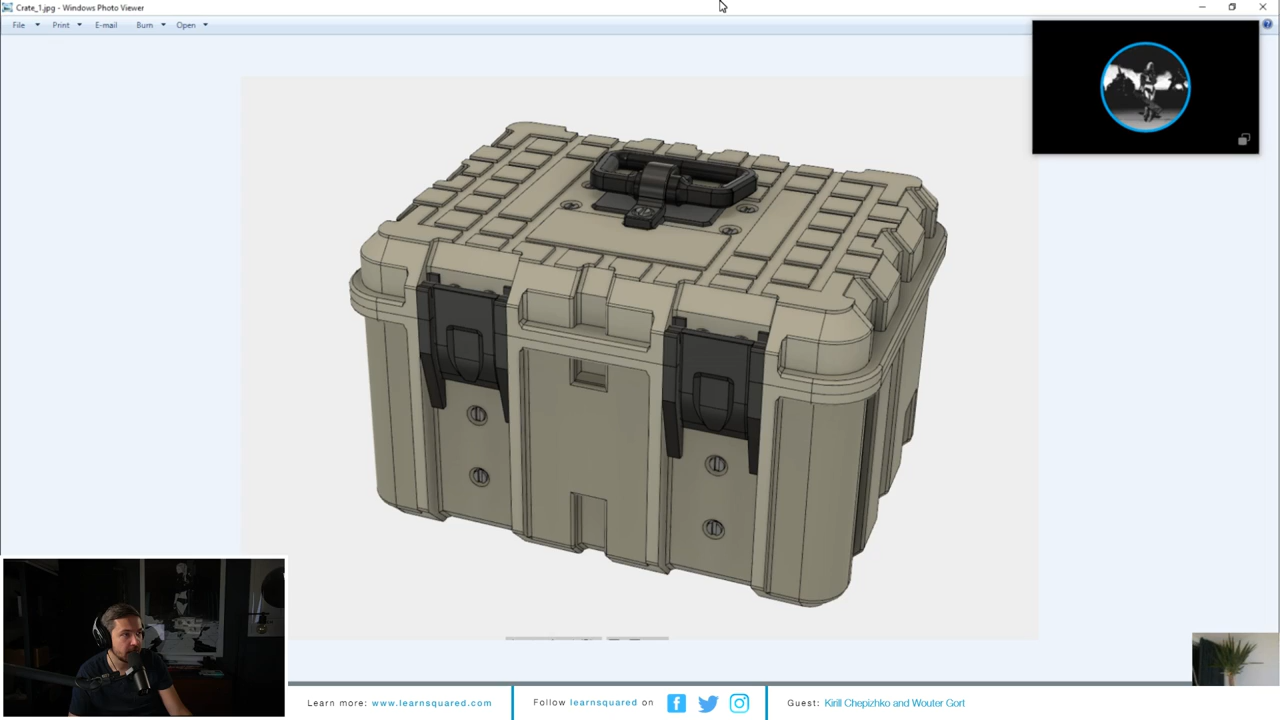 Crate_1.jpg - Windows Photo Viewer
File Print E-mail Burn Open
Learn more: www.learnsquared.com
Follow learnsquared on
Guest: Kirill Chepizhko and Wouter Gort